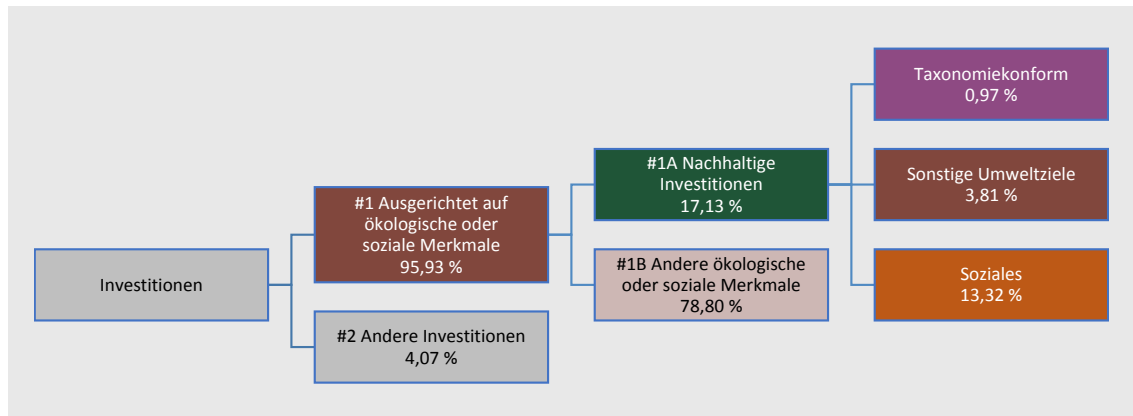 Investitionen
#1 Ausgerichtet auf
ökologische oder
soziale Merkmale
95,93 %
#2 Andere Investitionen
4,07 %
#1A Nachhaltige
Investitionen
17,13 %
#1B Andere ökologische
oder soziale Merkmale
78,80 %
Taxonomiekonform
0,97 %
Sonstige Umweltziele
3,81 %
Soziales
13,32 %